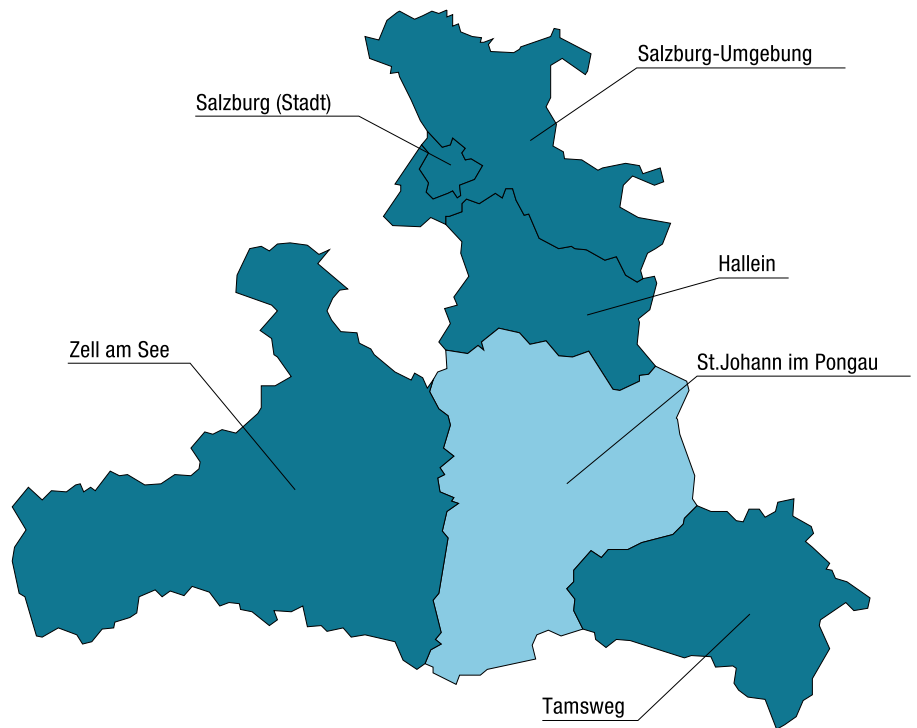 Salzburg-Umgebung
Salzburg (Stadt)
Hallein
Zell am See
St.Johann im Pongau
Tamsweg